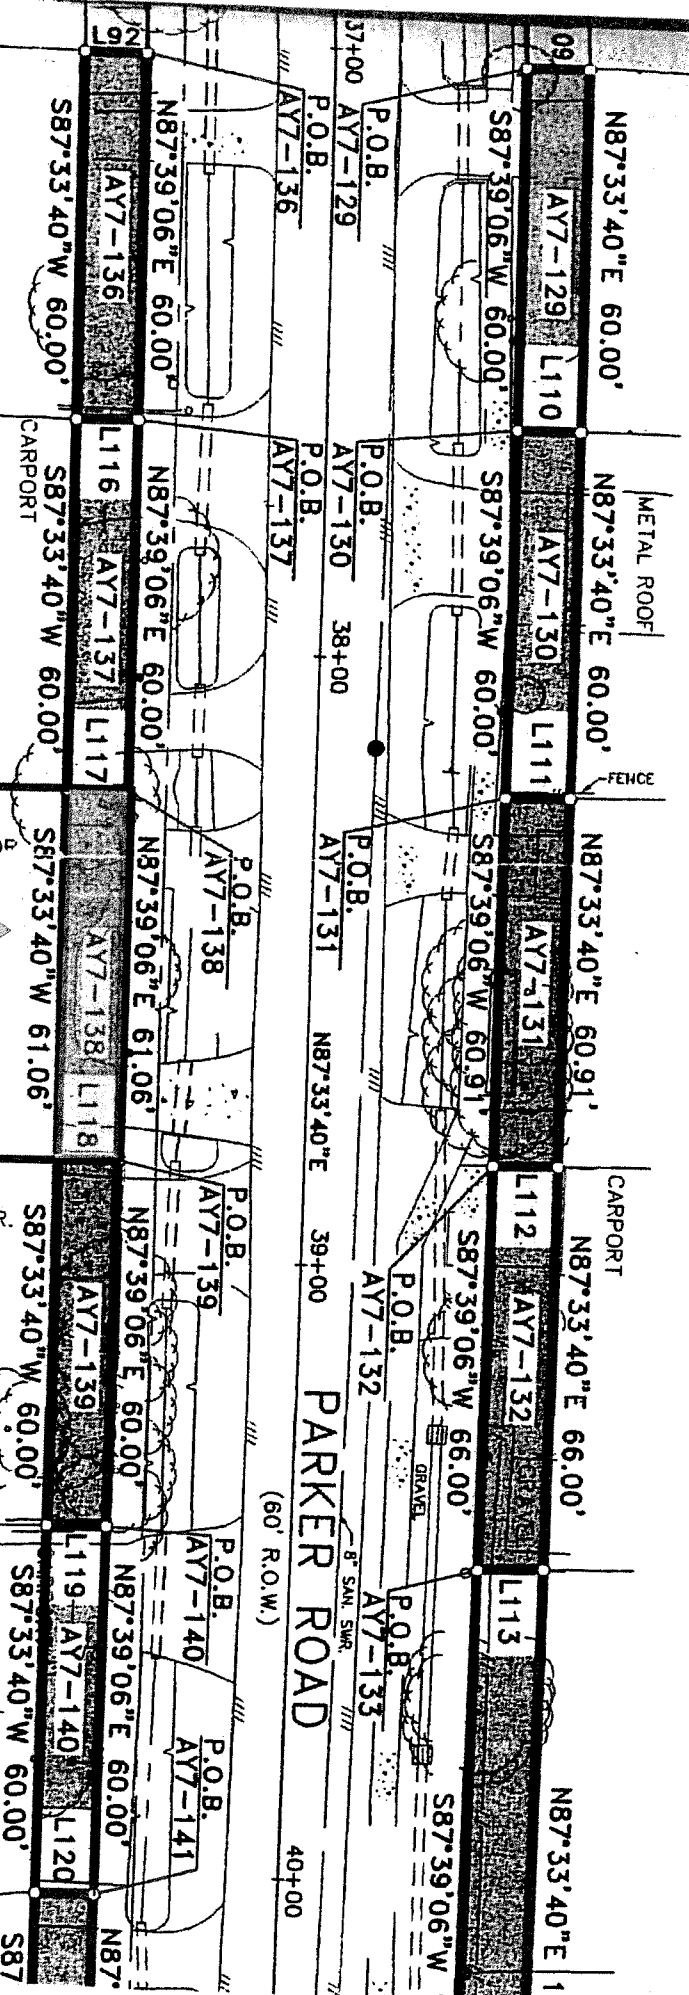 N87°33'40"E 60.00'
AY7-129
L110
S87°39'06"W 60.00'
09
METAL ROOF
N87°33'40"E 60.00'
AY7-130
L111
S87°39'06"W 60.00'
FENCE
N87°33'40"E 60.91'
AY7-131
S87°39'06"W 60.91'
CARPORT
N87°33'40"E 66.00'
L112
AY7-132
S87°39'06"W 66.00'
GRAVEL
L113
N87°33'40"E 1
S87°39'06"W
P.O.B.
AY7-129
P.O.B.
AY7-130
P.O.B.
AY7-131
P.O.B.
AY7-132
P.O.B.
AY7-133
37+00
38+00
N87°33'40"E
39+00
8" SAN. SWR.
PARKER ROAD
(60' R.O.W.)
40+00
P.O.B.
AY7-136
P.O.B.
AY7-137
P.O.B.
AY7-138
P.O.B.
AY7-139
P.O.B.
AY7-140
P.O.B.
AY7-141
L92
N87°39'06"E 60.00'
AY7-136
S87°33'40"W 60.00'
N87°39'06"E 60.00'
L116
AY7-137
L117
S87°33'40"W 60.00'
CARPORT
N87°39'06"E 61.06'
AY7-138
L118
S87°33'40"W 61.06'
N87°39'06"E 60.00'
AY7-139
S87°33'40"W 60.00'
N87°39'06"E 60.00'
L119
AY7-140
L120
S87°33'40"W 60.00'
N87°
S87